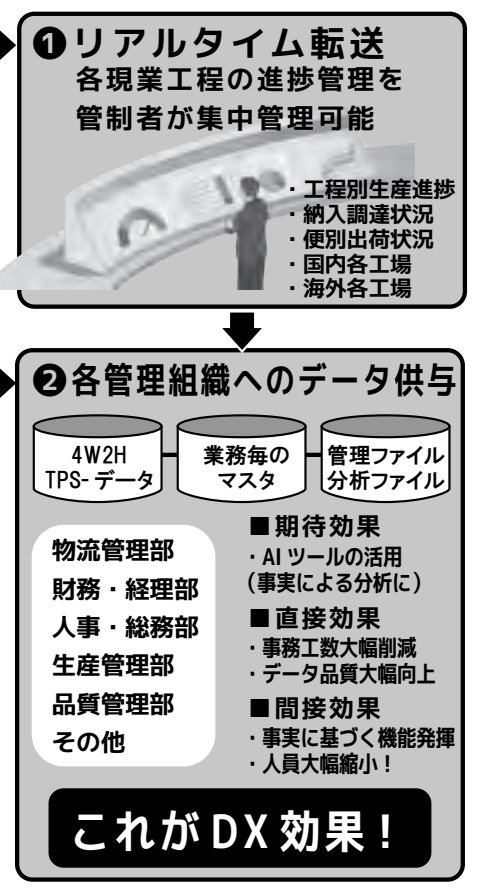 ❶リアルタイム転送
各現業工程の進捗管理を
管制者が集中管理可能
・工程別生産進捗
・納入調達状況
・便別出荷状況
・国内各工場
・海外各工場
❷各管理組織へのデータ供与
4W2H
TPS-データ
業務毎の
マスタ
管理ファイル
分析ファイル
物流管理部
財務・経理部
人事・総務部
生産管理部
品質管理部
その他
■期待効果
・AIツールの活用
（事実による分析に）
■直接効果
・事務工数大幅削減
・データ品質大幅向上
■間接効果
・事実に基づく機能発揮
・人員大幅縮小！
これがDX効果！